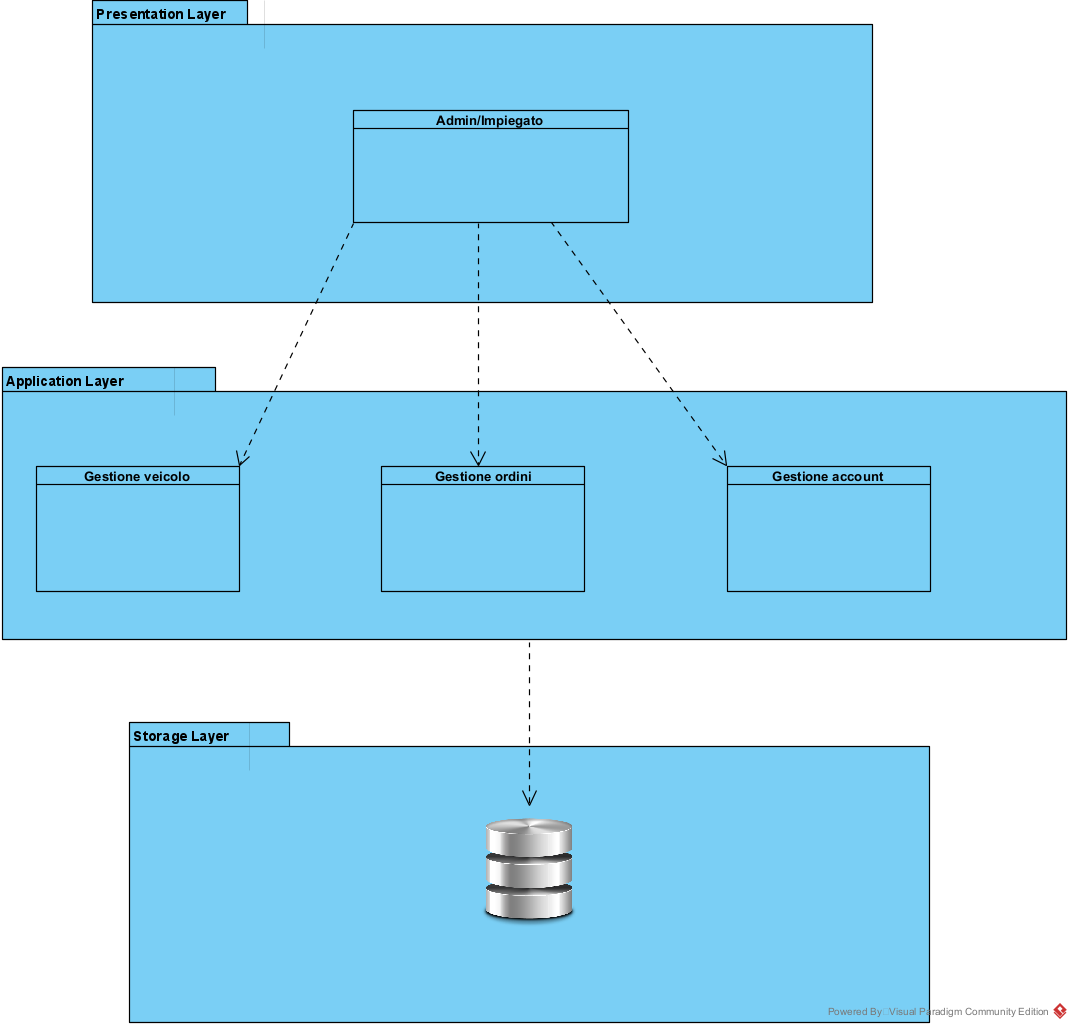 Presentation Layer
Admin/Impiegato
Application Layer
Gestione veicolo
Gestione ordini
Gestione account
Storage Layer
Powered By Visual Paradigm Community Edition